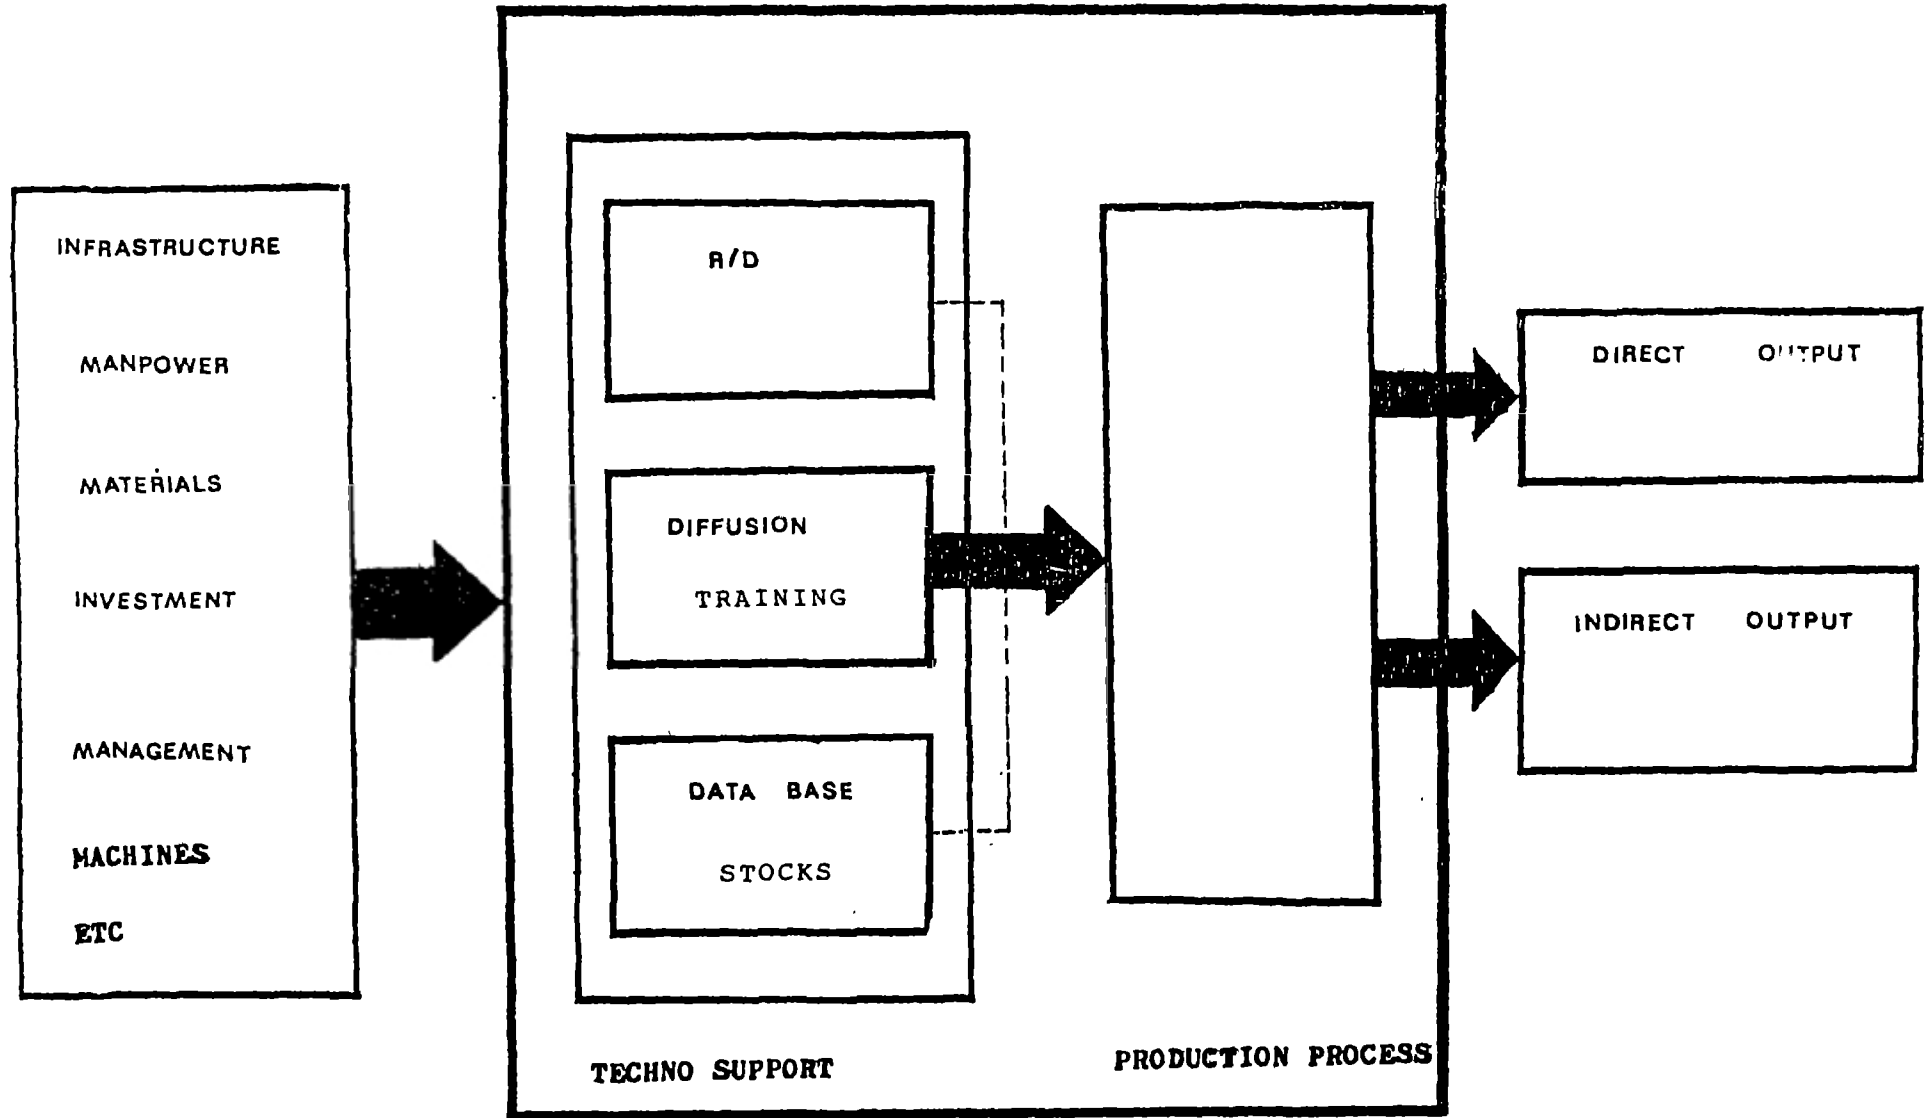 INFRASTRUCTURE
MANPOWER
MATERIALS
INVESTMENT
MANAGEMENT
MACHINES
ETC
R/D
DIFFUSION
TRAINING
DATA BASE
STOCKS
TECHNO SUPPORT
PRODUCTION PROCESS
DIRECT OUTPUT
INDIRECT OUTPUT